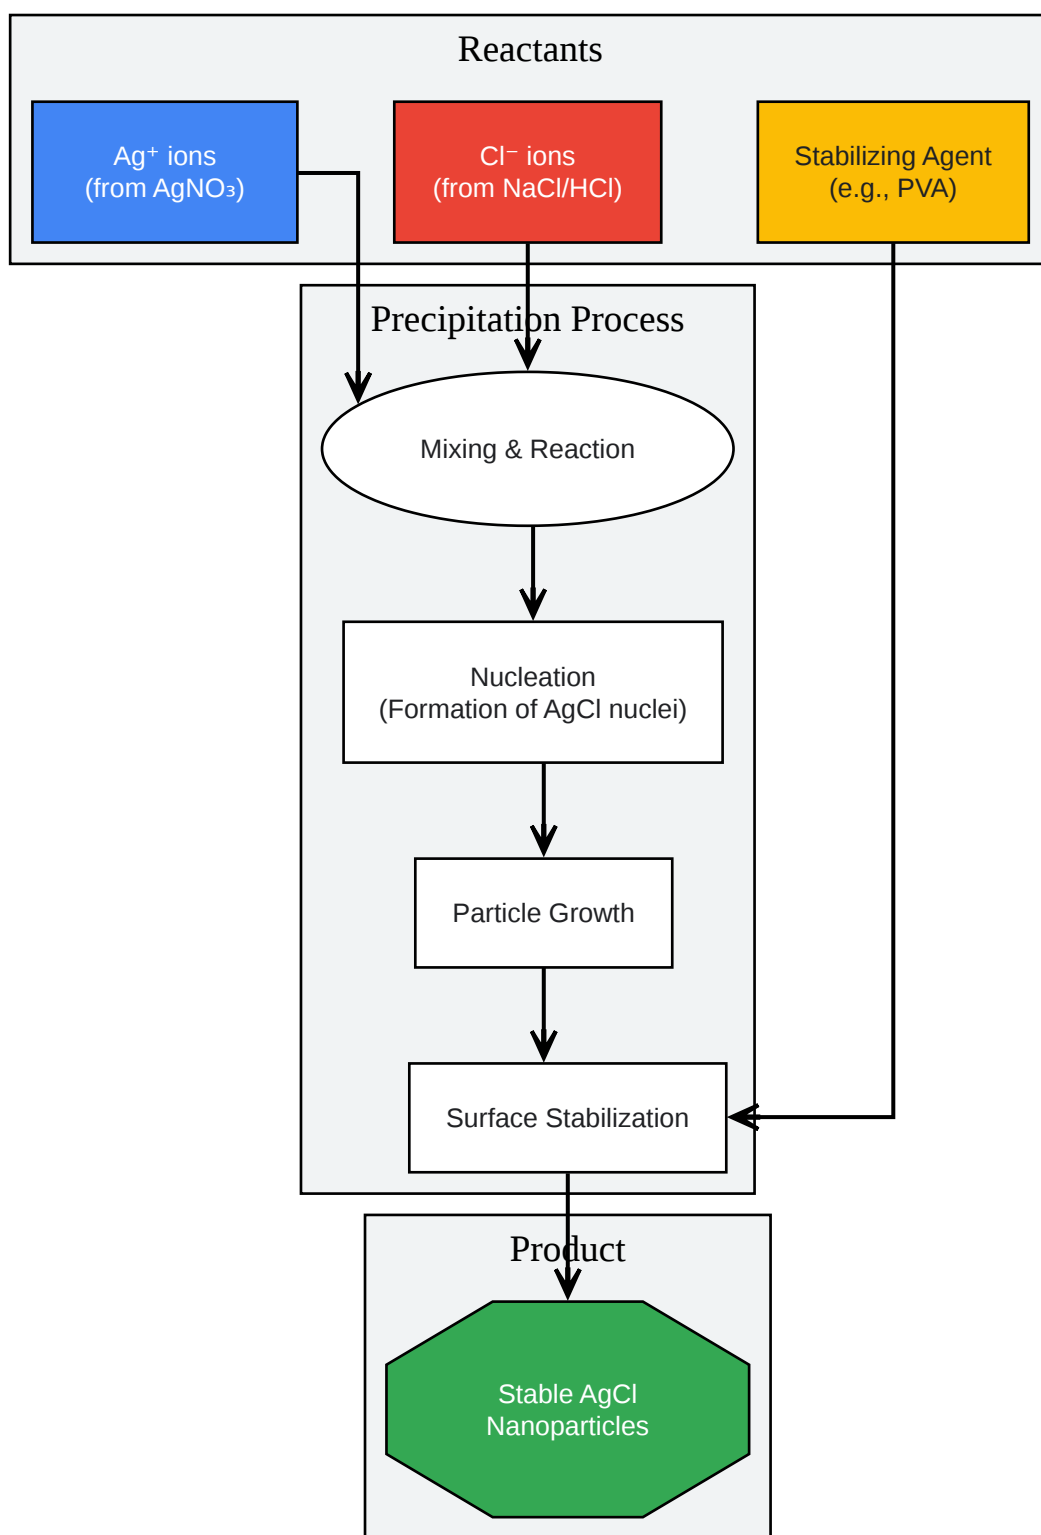 Reactants
Ag⁺ ions
(from AgNO₃)
Cl⁻ ions
(from NaCl/HCl)
Stabilizing Agent
(e.g., PVA)
Precipitation Process
Mixing & Reaction
Nucleation
(Formation of AgCl nuclei)
Particle Growth
Surface Stabilization
Product
Stable AgCl
Nanoparticles